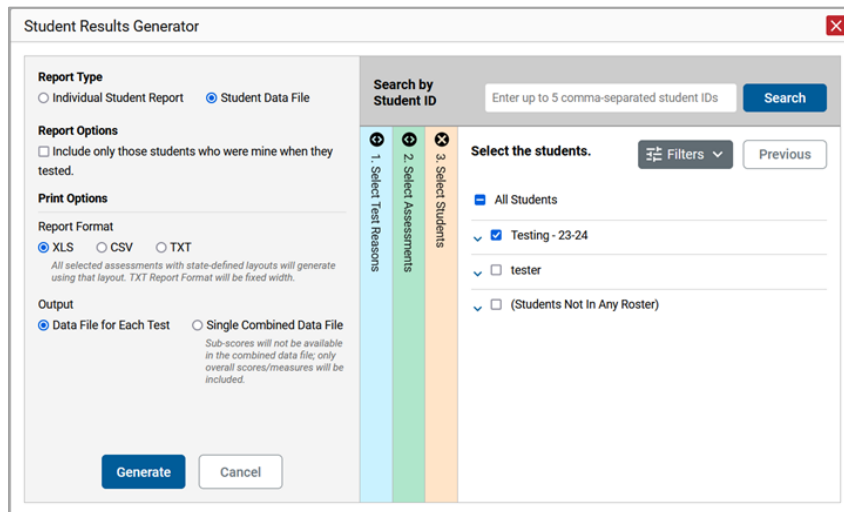 Student Results Generator
Report Type
Individual Student Report
Student Data File
Report Options
Include only those students who were mine when they
tested.
Print Options
Report Format
XLS
CSV
TXT
All selected assessments with state-defined layouts will generate
using that layout. TXT Report Format will be fixed width.
Output
Data File for Each Test
Single Combined Data File
Sub-scores will not be available
in the combined data file; only
overall scores/measures will be
included.
Generate
Cancel
Search by
Student ID
Enter up to 5 comma-separated student IDs
Search
1. Select Test Reasons
2. Select Assessments
3. Select Students
Select the students.
Filters
Previous
All Students
Testing - 23-24
tester
(Students Not In Any Roster)